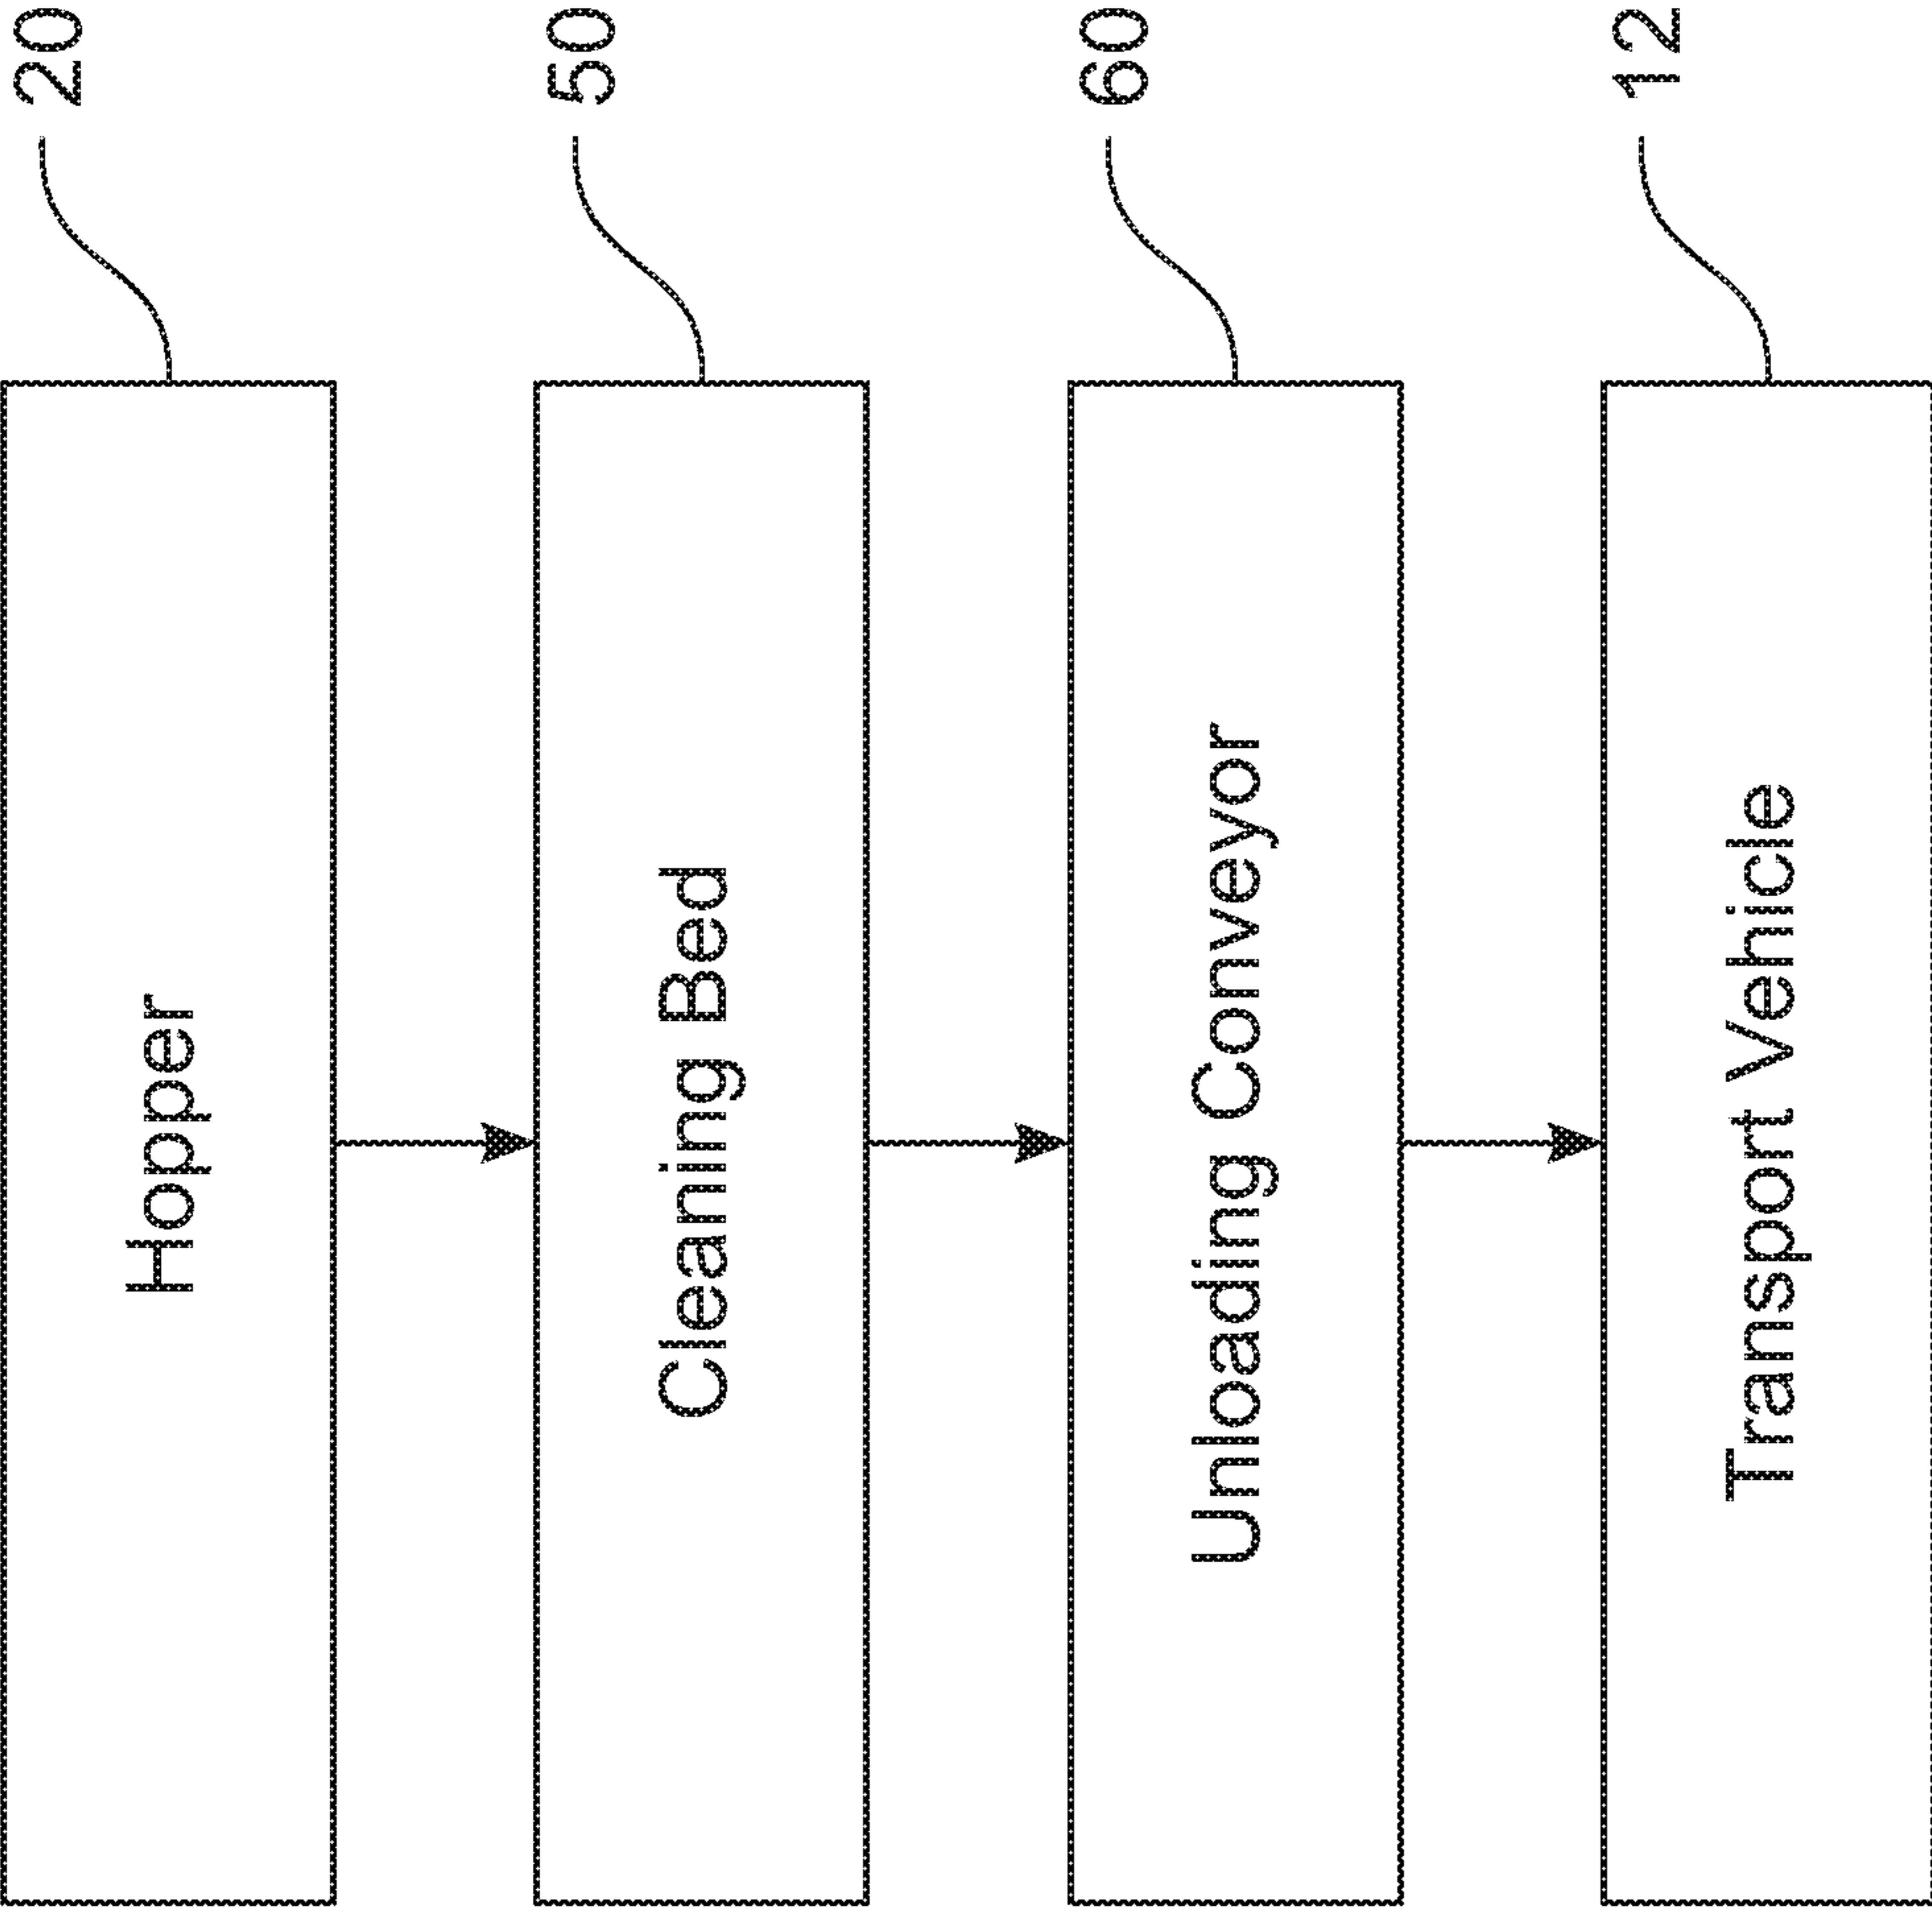 Hopper
20
Cleaning Bed
50
Unloading Conveyor
60
Transport Vehicle
12